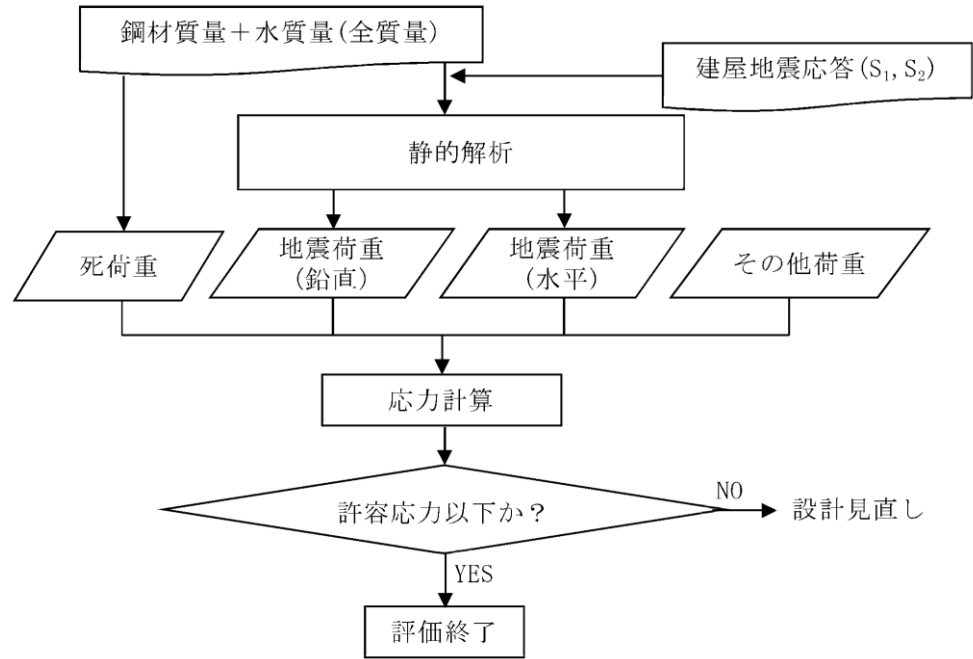 鋼材質量＋水質量(全質量)
建屋地震応答(S₁,S₂)
静的解析
死荷重
地震荷重
(鉛直)
地震荷重
(水平)
その他荷重
応力計算
許容応力以下か？
NO
設計見直し
YES
評価終了